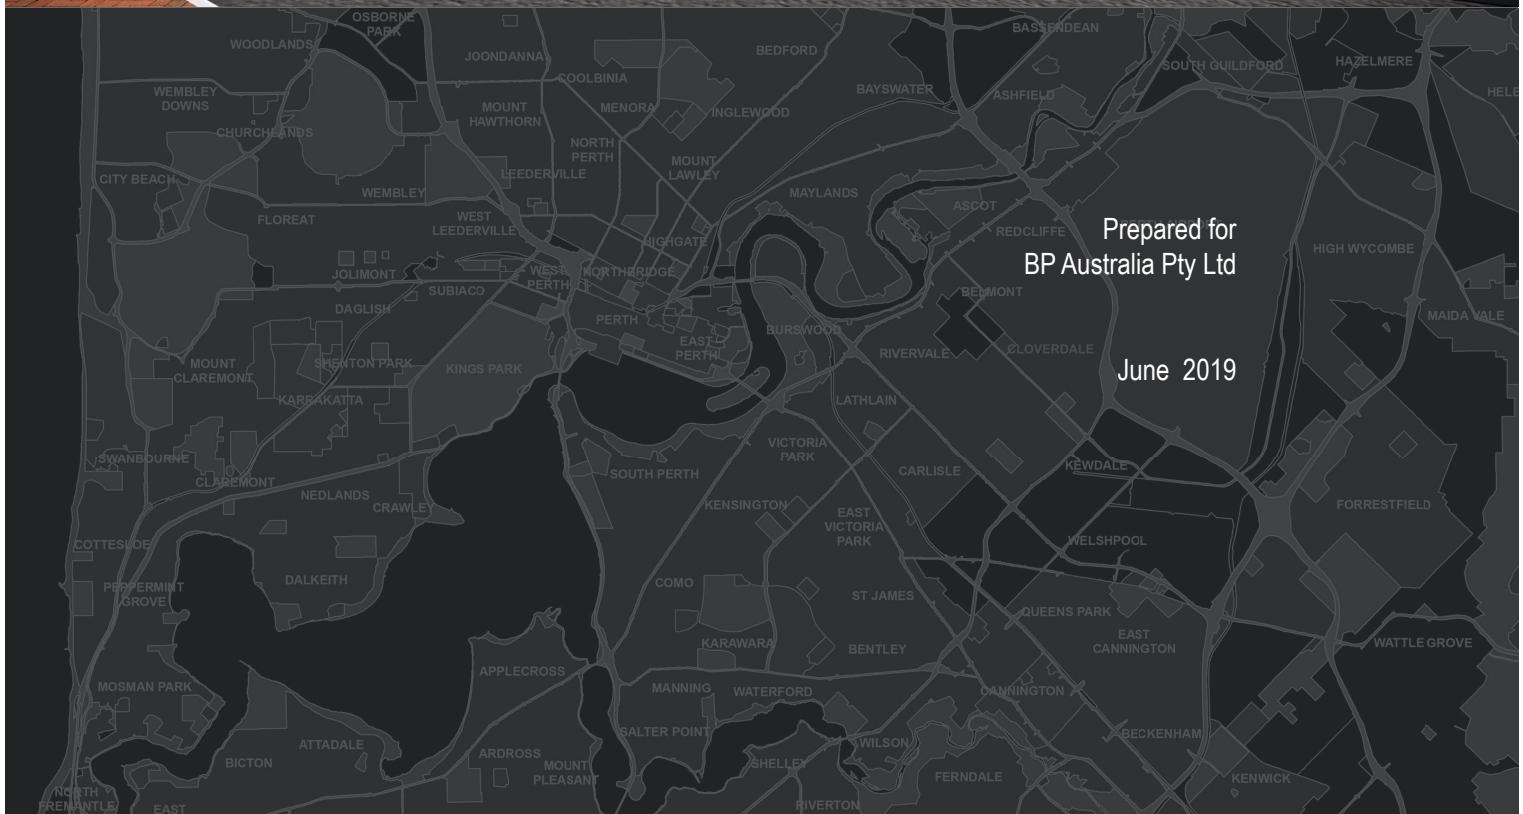 OSBORNE
PARK
WOODLANDS
JOONDANNA
BEDFORD
BASSENDEAN
COOLBINIA
SOUTH GUILDFORD
HAZELMERE
WEMBLEY
DOWNS
BAYSWATER
ASHFIELD
HELE
MOUNT
HAWTHORN
MENORA
INGLEWOOD
CHURCHLANDS
NORTH
PERTH
MOUNT
LAWLEY
LEEDERVILLE
CITY BEACH
WEMBLEY
MAYLANDS
ASCOT
FLOREAT
WEST
LEEDERVILLE
REDCLIFFE
Prepared for
BP Australia Pty Ltd
HIGHGATE
HIGH WYCOMBE
JOLIMONT
WEST
PERTH
NORTHBRIDGE
SUBIACO
BELMONT
DAGLISH
PERTH
BURSWOOD
MAIDA VALE
EAST
PERTH
RIVERVALE
CLOVERDALE
MOUNT
CLAREMONT
SHENTON PARK
KINGS PARK
June 2019
KARRAKATTA
LATHLAIN
VICTORIA
PARK
SWANBOURNE
CLAREMONT
SOUTH PERTH
CARLISLE
KEWDALE
NEDLANDS
CRAWLEY
KENSINGTON
EAST
VICTORIA
PARK
FORRESTFIELD
COTTESLOE
WELSHPOOL
PEPPERMINT
GROVE
DALKEITH
COMO
ST JAMES
QUEENS PARK
EAST
CANNINGTON
KARAWARA
BENTLEY
WATTLE GROVE
APPLECROSS
MOSMAN PARK
MANNING
WATERFORD
CANNINGTON
SALTER POINT
BECKENHAM
ATTADALE
WILSON
BICTON
ARDROSS
MOUNT
PLEASANT
SHELLEY
FERNDALE
KENWICK
NORTH
FREMANTLE
EAST
RIVERTON